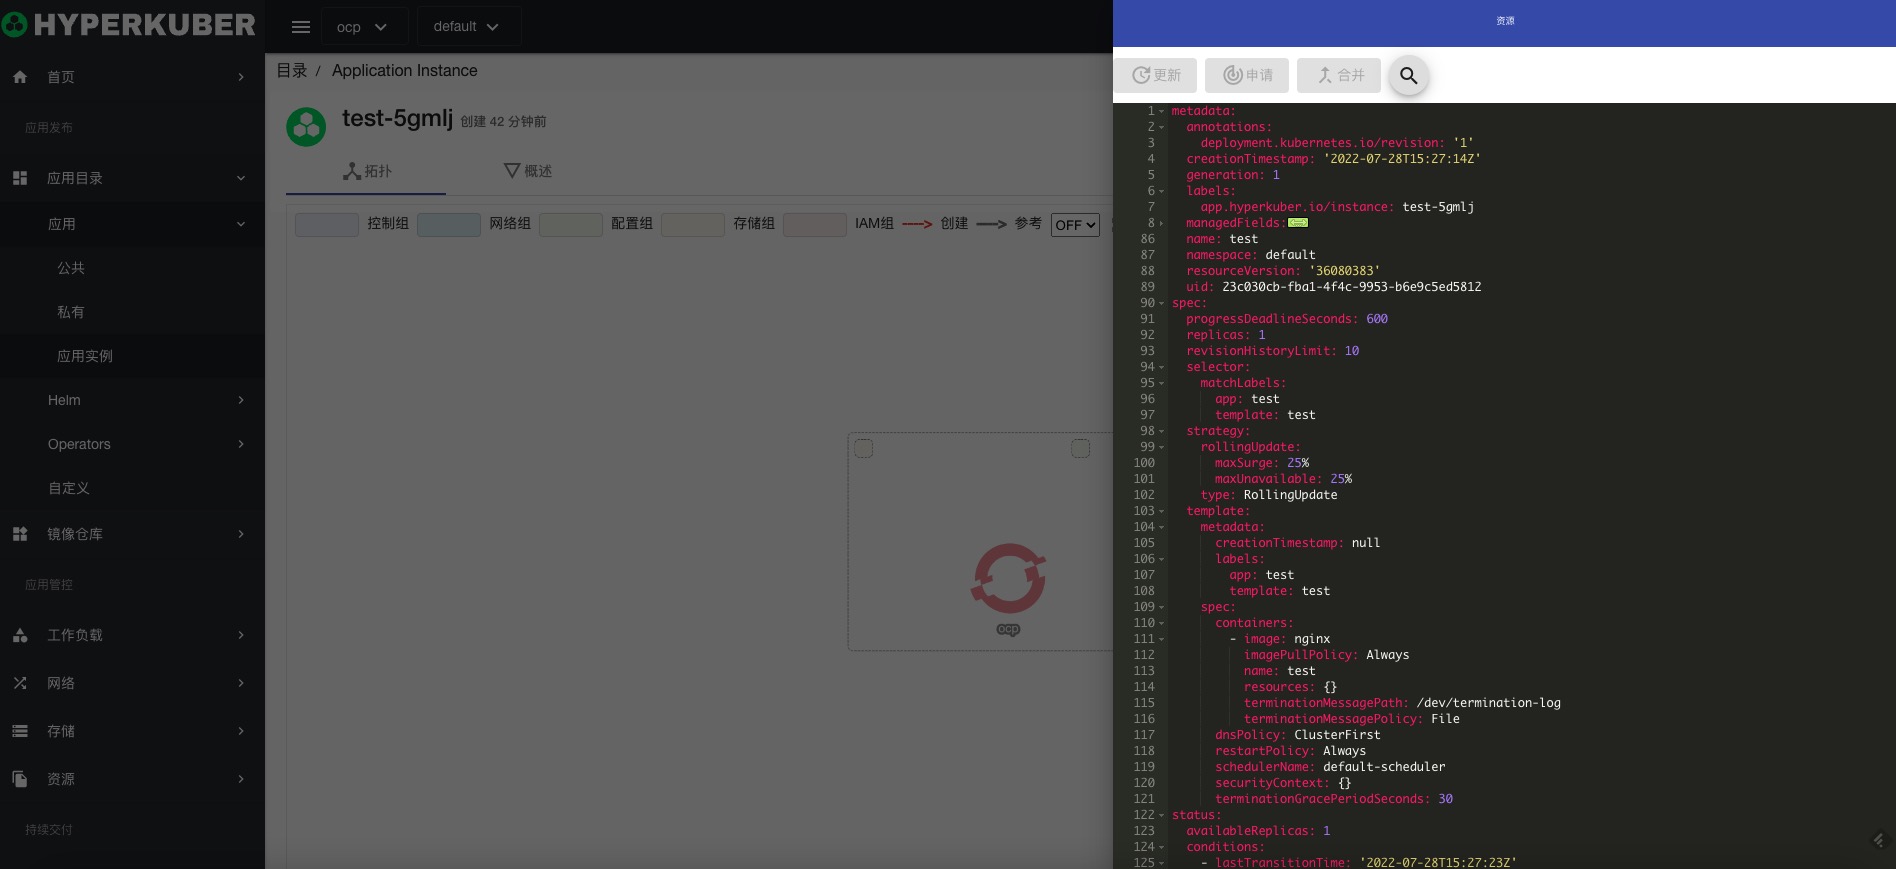 HYPERKUBER
首页
应用发布
应用目录
应用
公共
私有
应用实例
Helm
Operators
自定义
镜像仓库
应用管控
工作负载
网络
存储
资源
持续交付
ocp
default
目录 / Application Instance
test-5gmlj 创建 42 分钟前
拓扑
概述
控制组 网络组 配置组 存储组 IAM组 创建 参考 OFF
ocp
资源
更新 申请 合并
1 metadata:
2 annotations:
3 deployment.kubernetes.io/revision: '1'
4 creationTimestamp: '2022-07-28T15:27:14Z'
5 generation: 1
6 labels:
7 app.hyperkuber.io/instance: test-5gmlj
8 managedFields:
86 name: test
87 namespace: default
88 resourceVersion: '36080383'
89 uid: 23c030cb-fba1-4f4c-9953-b6e9c5ed5812
90 spec:
91 progressDeadlineSeconds: 600
92 replicas: 1
93 revisionHistoryLimit: 10
94 selector:
95 matchLabels:
96 app: test
97 template: test
98 strategy:
99 rollingUpdate:
100 maxSurge: 25%
101 maxUnavailable: 25%
102 type: RollingUpdate
103 template:
104 metadata:
105 creationTimestamp: null
106 labels:
107 app: test
108 template: test
109 spec:
110 containers:
111 - image: nginx
112 imagePullPolicy: Always
113 name: test
114 resources: {}
115 terminationMessagePath: /dev/termination-log
116 terminationMessagePolicy: File
117 dnsPolicy: ClusterFirst
118 restartPolicy: Always
119 schedulerName: default-scheduler
120 securityContext: {}
121 terminationGracePeriodSeconds: 30
122 status:
123 availableReplicas: 1
124 conditions:
125 - lastTransitionTime: '2022-07-28T15:27:23Z'